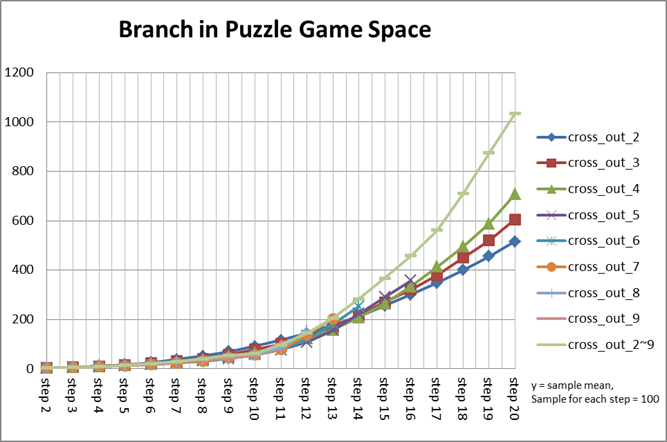 Branch in Puzzle Game Space
1200
1000
800
600
400
200
0
step 2
step 3
step 4
step 5
step 6
step 7
step 8
step 9
step 10
step 11
step 12
step 13
step 14
step 15
step 16
step 17
step 18
step 19
step 20
cross_out_2
cross_out_3
cross_out_4
cross_out_5
cross_out_6
cross_out_7
cross_out_8
cross_out_9
cross_out_2~9
y = sample mean,
Sample for each step = 100